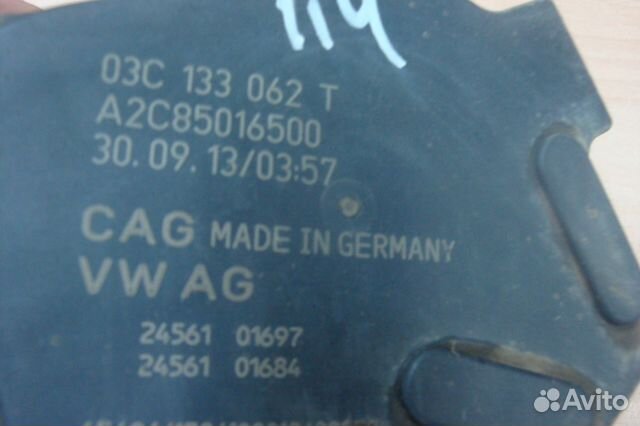 114
03C 133 062 T
A2C85016500
30.09.13/03:57
CAG MADE IN GERMANY
VW AG
24561 01697
24561 01684
Avito